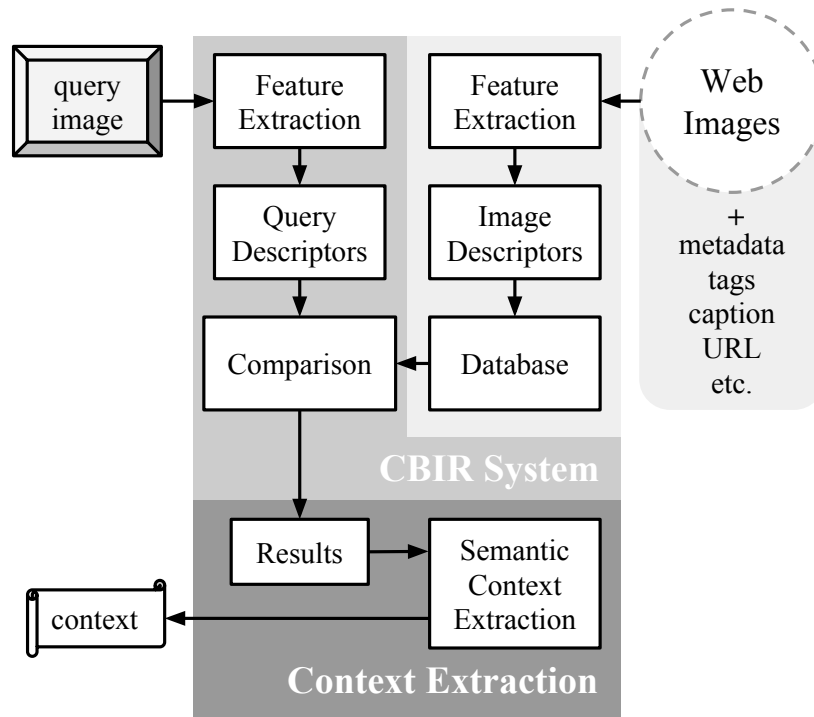 query
image
Feature
Extraction
Feature
Extraction
Web
Images
Query
Descriptors
Image
Descriptors
+
metadata
tags
caption
URL
etc.
Comparison
Database
CBIR System
Results
Semantic
Context
Extraction
context
Context Extraction